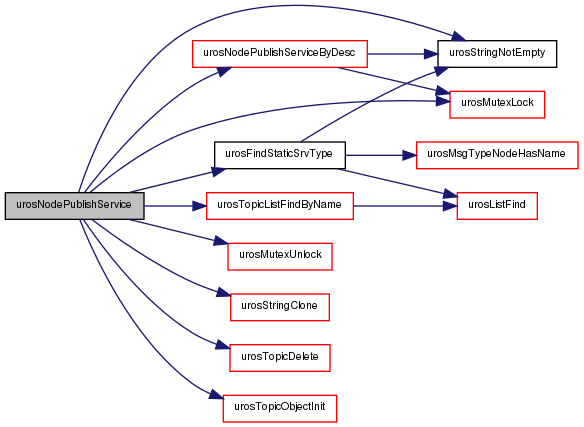 urosNodePublishServiceByDesc
urosStringNotEmpty
urosMutexLock
urosFindStaticSrvType
urosMsgTypeNodeHasName
urosNodePublishService
urosTopicListFindByName
urosListFind
urosMutexUnlock
urosStringClone
urosTopicDelete
urosTopicObjectInit